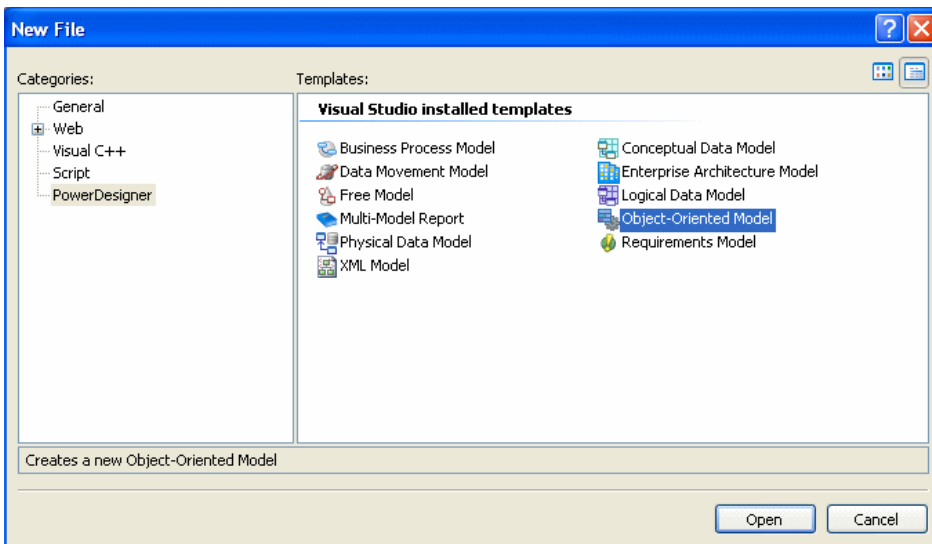 New File
Categories:
Templates:
General
Web
Visual C++
Script
PowerDesigner
Visual Studio installed templates
Business Process Model
Conceptual Data Model
Data Movement Model
Enterprise Architecture Model
Free Model
Logical Data Model
Multi-Model Report
Object-Oriented Model
Physical Data Model
Requirements Model
XML Model
Creates a new Object-Oriented Model
Open
Cancel